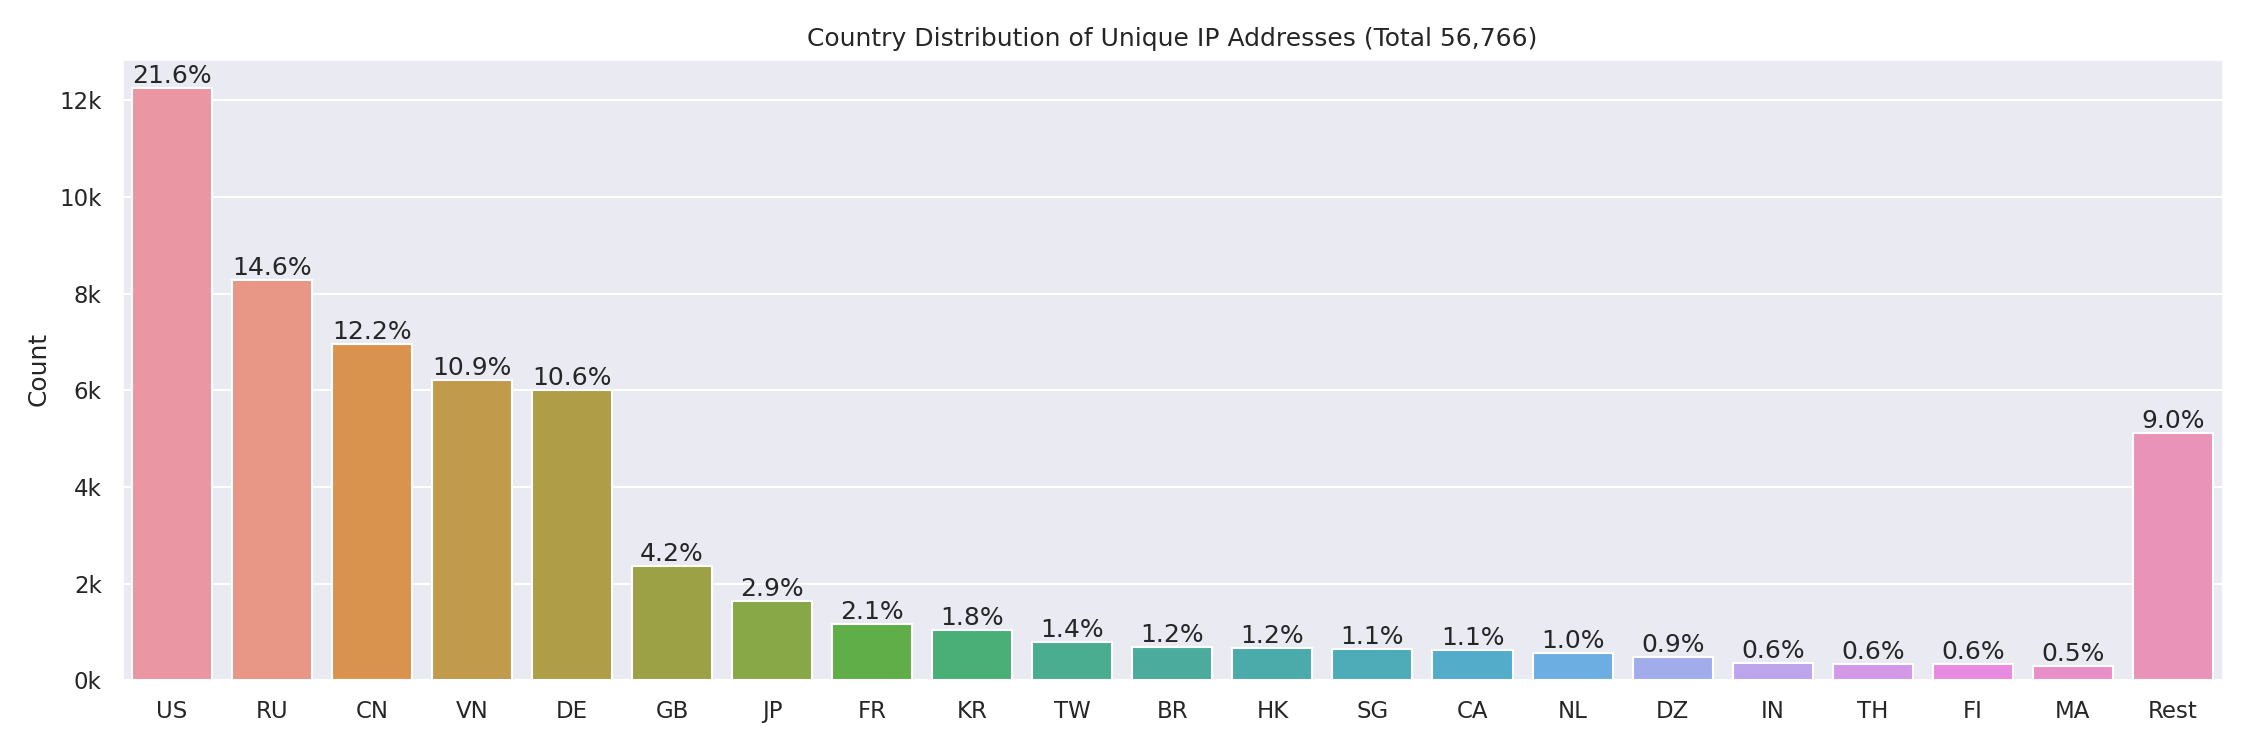 Country Distribution of Unique IP Addresses (Total 56,766)
Count
12k
10k
8k
6k
4k
2k
0k
21.6%
14.6%
12.2%
10.9%
10.6%
4.2%
2.9%
2.1%
1.8%
1.4%
1.2%
1.2%
1.1%
1.1%
1.0%
0.9%
0.6%
0.6%
0.6%
0.5%
9.0%
US RU CN VN DE GB JP FR KR TW BR HK SG CA NL DZ IN TH FI MA Rest